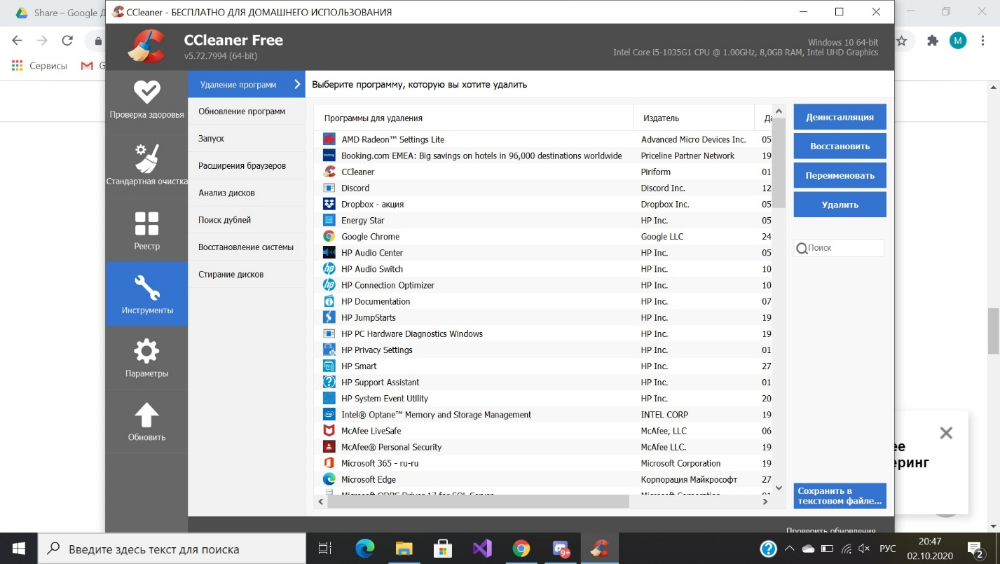 Share – Google Д
CCleaner - БЕСПЛАТНО ДЛЯ ДОМАШНЕГО ИСПОЛЬЗОВАНИЯ
CCleaner Free
v5.72.7994 (64-bit)
Windows 10 64-bit
Intel Core i5-1035G1 CPU @ 1.00GHz, 8,0GB RAM, Intel UHD Graphics
M
Сервисы
G
Проверка здоровья
Стандартная очистка
Реестр
Инструменты
Параметры
Обновить
Удаление программ
Обновление программ
Запуск
Расширения браузеров
Анализ дисков
Поиск дублей
Восстановление системы
Стирание дисков
Выберите программу, которую вы хотите удалить
Программы для удаления Издатель Да
AMD Radeon™ Settings Lite Advanced Micro Devices Inc. 05
Booking.com EMEA: Big savings on hotels in 96,000 destinations worldwide Priceline Partner Network 19
CCleaner Piriform 01
Discord Discord Inc. 12
Dropbox - акция Dropbox Inc. 05
Energy Star HP Inc. 05
Google Chrome Google LLC 24
HP Audio Center HP Inc. 05
HP Audio Switch HP Inc. 10
HP Connection Optimizer HP Inc. 10
HP Documentation HP Inc. 07
HP JumpStarts HP Inc. 19
HP PC Hardware Diagnostics Windows HP Inc. 19
HP Privacy Settings HP Inc. 01
HP Smart HP Inc. 27
HP Support Assistant HP Inc. 01
HP System Event Utility HP Inc. 20
Intel® Optane™ Memory and Storage Management INTEL CORP 19
McAfee LiveSafe McAfee, LLC 06
McAfee® Personal Security McAfee LLC. 19
Microsoft 365 - ru-ru Microsoft Corporation 19
Microsoft Edge Корпорация Майкрософт 27
Microsoft ODBC Driver 17 for SQL Server Microsoft Corporation 01
Деинсталляция
Восстановить
Переименовать
Удалить
Поиск
Сохранить в
текстовом файле...
ее
еринг
Проверить обновления
Введите здесь текст для поиска
9+
РУС
20:47
02.10.2020
2